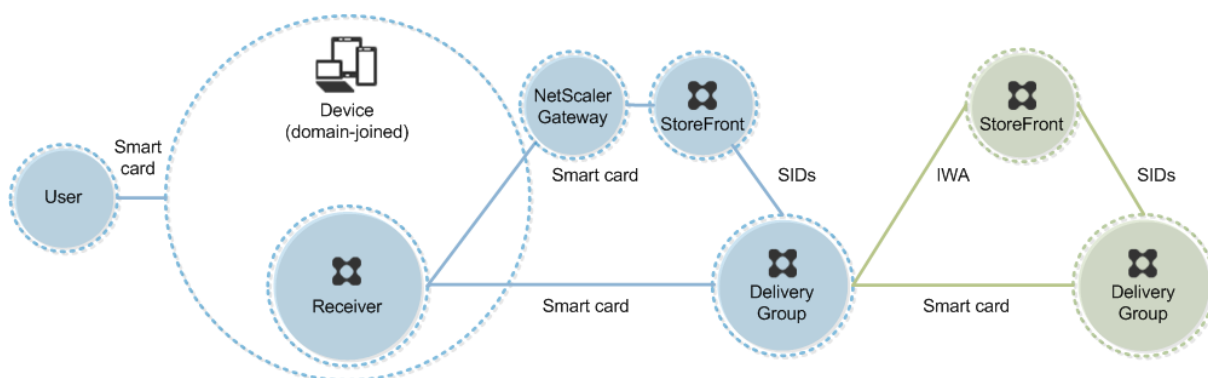 User
Smart
card
Device
(domain-joined)
Receiver
NetScaler
Gateway
StoreFront
Smart card
SIDs
Smart card
Delivery
Group
StoreFront
IWA
SIDs
Smart card
Delivery
Group